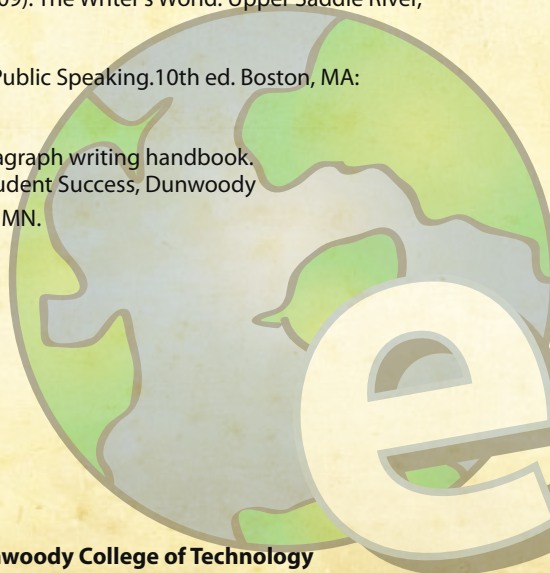 09). The Writer's World. Upper Saddle River,
Public Speaking.10th ed. Boston, MA:
agraph writing handbook.
udent Success, Dunwoody
MN.
e
woody College of Technology